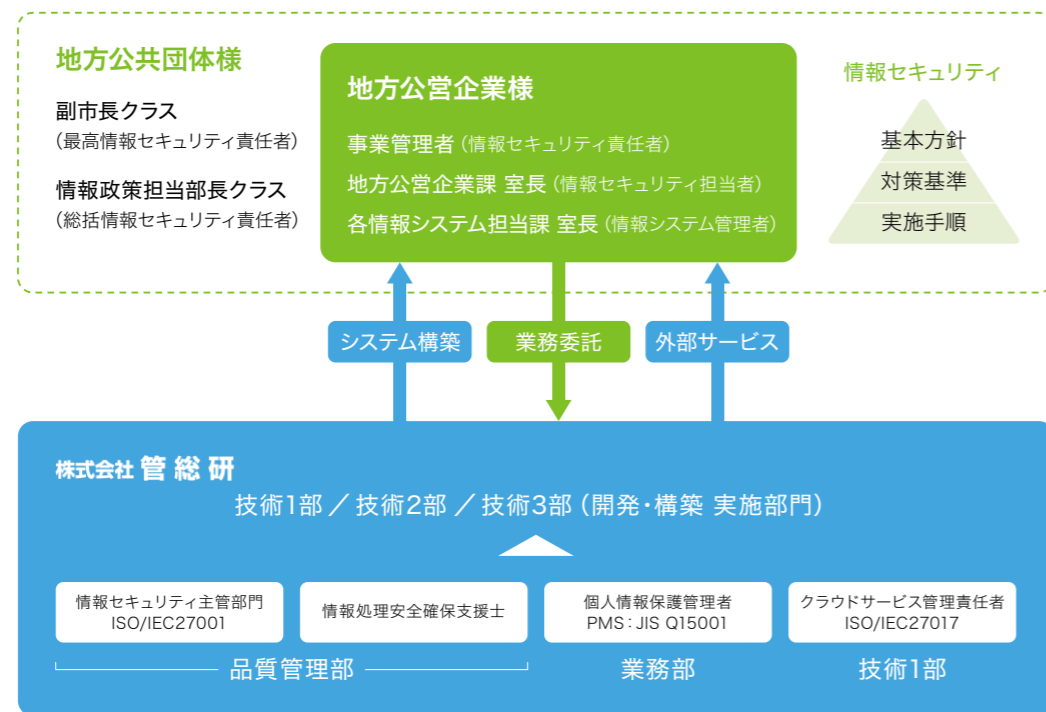 地方公共団体様
副市長クラス
（最高情報セキュリティ責任者）
情報政策担当部長クラス
（総括情報セキュリティ責任者）
地方公営企業様
事業管理者（情報セキュリティ責任者）
地方公営企業課 室長（情報セキュリティ担当者）
各情報システム担当課 室長（情報システム管理者）
情報セキュリティ
基本方針
対策基準
実施手順
システム構築
業務委託
外部サービス
株式会社 管総研
技術1部／技術2部／技術3部（開発・構築 実施部門）
情報セキュリティ主管部門
ISO/IEC27001
情報処理安全確保支援士
個人情報保護管理者
PMS：JIS Q15001
クラウドサービス管理責任者
ISO/IEC27017
品質管理部
業務部
技術1部